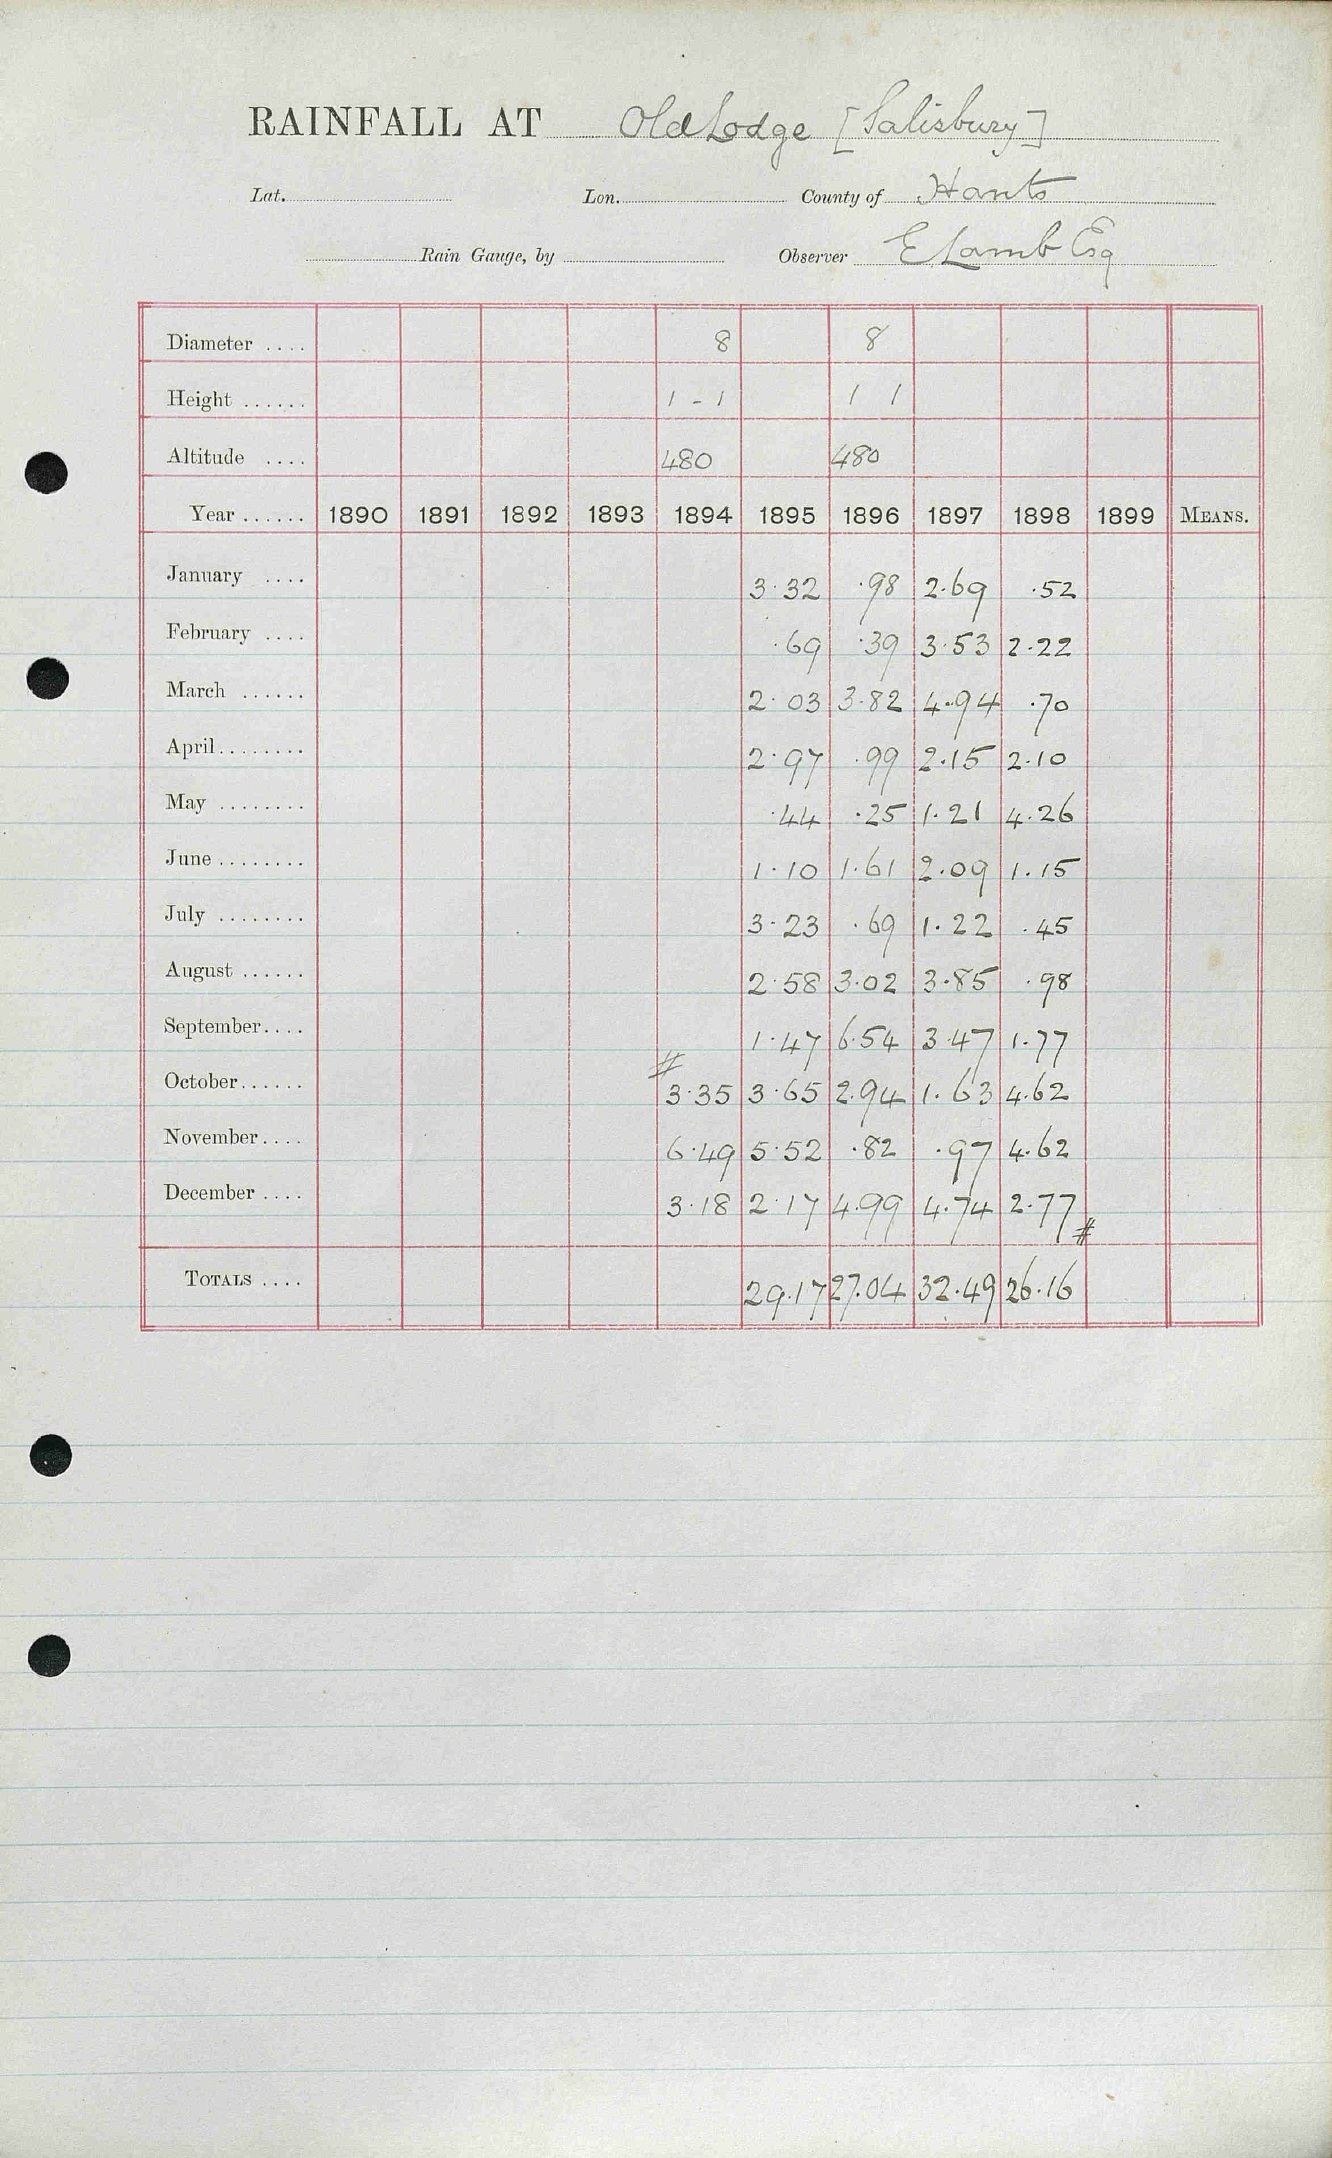 RAINFALL AT Old Lodge [Salisbury]
Lat. Lon. County of Hants
Rain Gauge, by Observer E Lamb Esq
Diameter .... 8 8
Height ...... 1 - 1 1 1
Altitude .... 480 480
Year ...... 1890 1891 1892 1893 1894 1895 1896 1897 1898 1899 MEANS.
January .... 3.32 .98 2.69 .52
February .... .69 .39 3.53 2.22
March ...... 2.03 3.82 4.94 .70
April ........ 2.97 .99 2.15 2.10
May ........ .44 .25 1.21 4.26
June ........ 1.10 1.61 2.09 1.15
July ........ 3.23 .69 1.22 .45
August ...... 2.58 3.02 3.85 .98
September .... 1.47 6.54 3.47 1.77
October ...... # 3.35 3.65 2.94 1.63 4.62
November .... 6.49 5.52 .82 .97 4.62
December .... 3.18 2.17 4.99 4.74 2.77 #
TOTALS .... 29.17 27.04 32.49 26.16